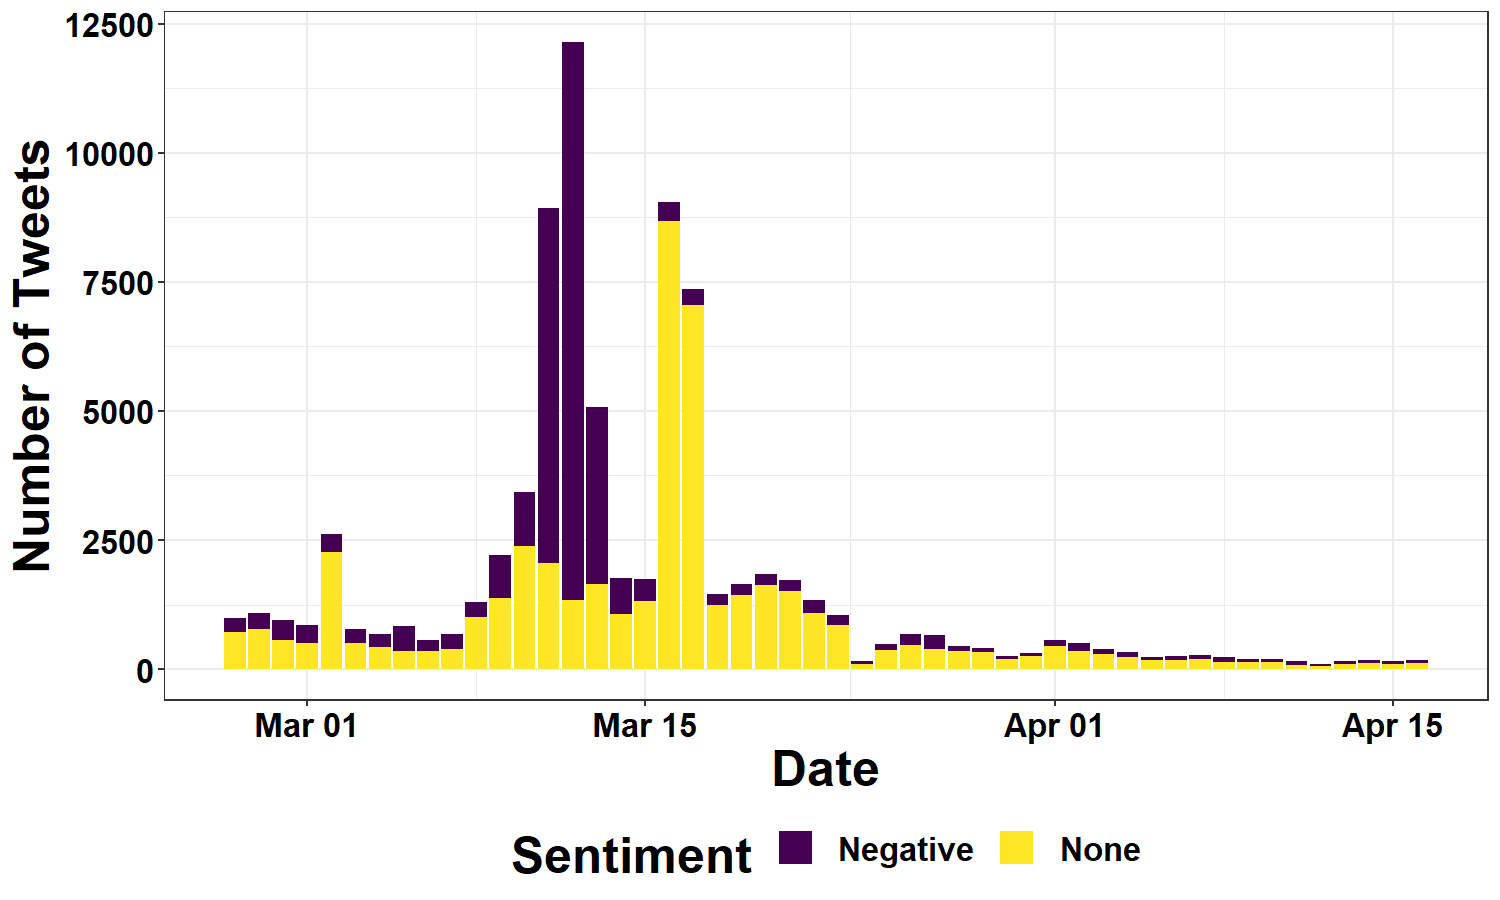 Number of Tweets
12500
10000
7500
5000
2500
0
Mar 01 Mar 15 Apr 01 Apr 15
Date
Sentiment Negative None